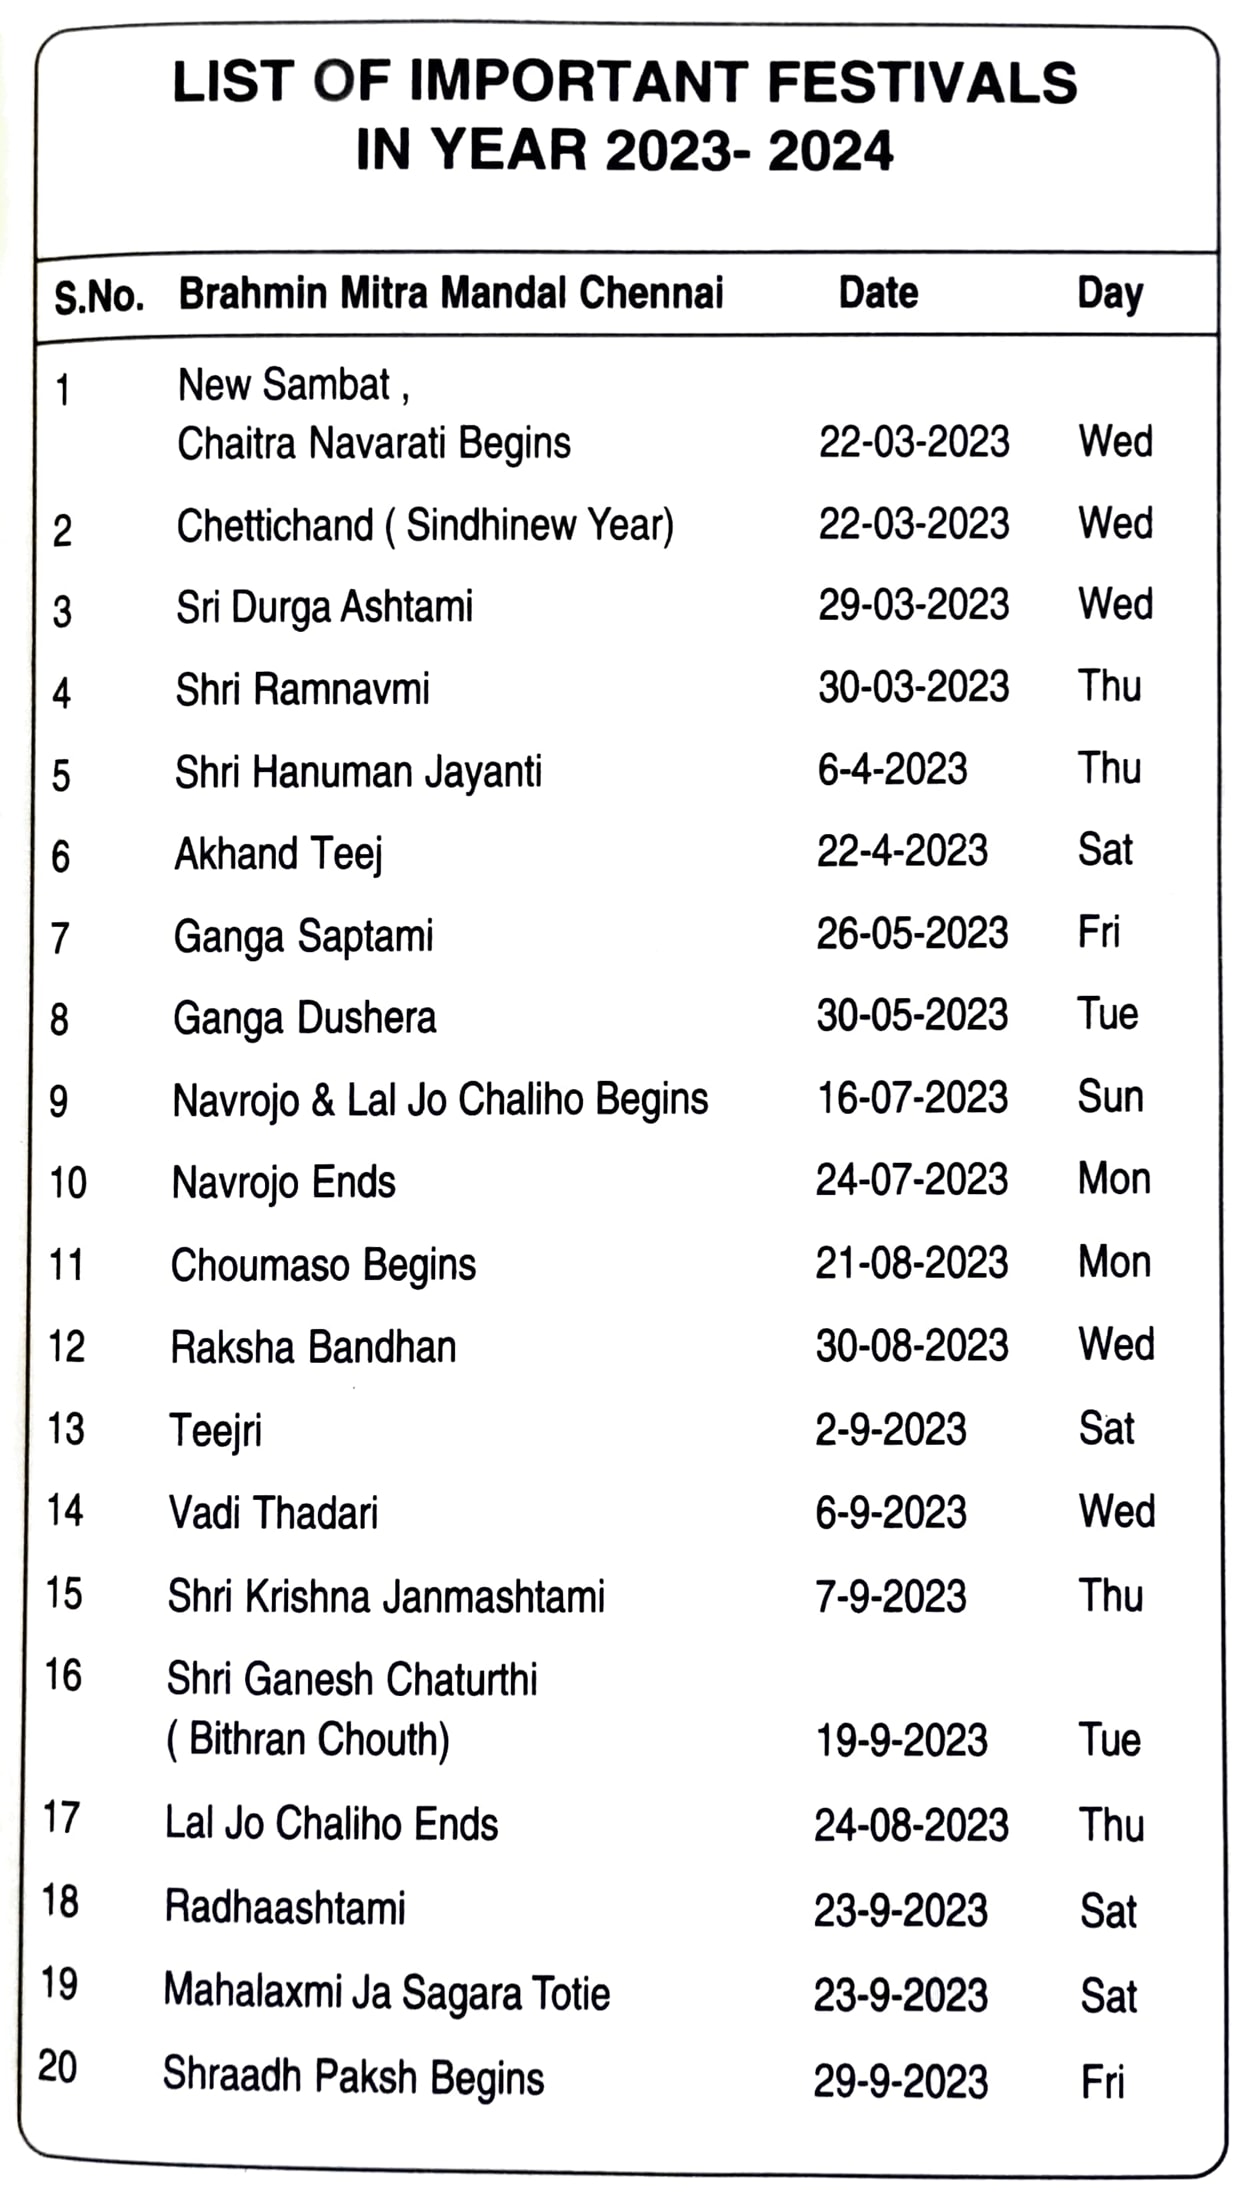 LIST OF IMPORTANT FESTIVALS
IN YEAR 2023- 2024
S.No. Brahmin Mitra Mandal Chennai Date Day
1 New Sambat ,
Chaitra Navarati Begins 22-03-2023 Wed
2 Chettichand ( Sindhinew Year) 22-03-2023 Wed
3 Sri Durga Ashtami 29-03-2023 Wed
4 Shri Ramnavmi 30-03-2023 Thu
5 Shri Hanuman Jayanti 6-4-2023 Thu
6 Akhand Teej 22-4-2023 Sat
7 Ganga Saptami 26-05-2023 Fri
8 Ganga Dushera 30-05-2023 Tue
9 Navrojo & Lal Jo Chaliho Begins 16-07-2023 Sun
10 Navrojo Ends 24-07-2023 Mon
11 Choumaso Begins 21-08-2023 Mon
12 Raksha Bandhan 30-08-2023 Wed
13 Teejri 2-9-2023 Sat
14 Vadi Thadari 6-9-2023 Wed
15 Shri Krishna Janmashtami 7-9-2023 Thu
16 Shri Ganesh Chaturthi
( Bithran Chouth) 19-9-2023 Tue
17 Lal Jo Chaliho Ends 24-08-2023 Thu
18 Radhaashtami 23-9-2023 Sat
19 Mahalaxmi Ja Sagara Totie 23-9-2023 Sat
20 Shraadh Paksh Begins 29-9-2023 Fri